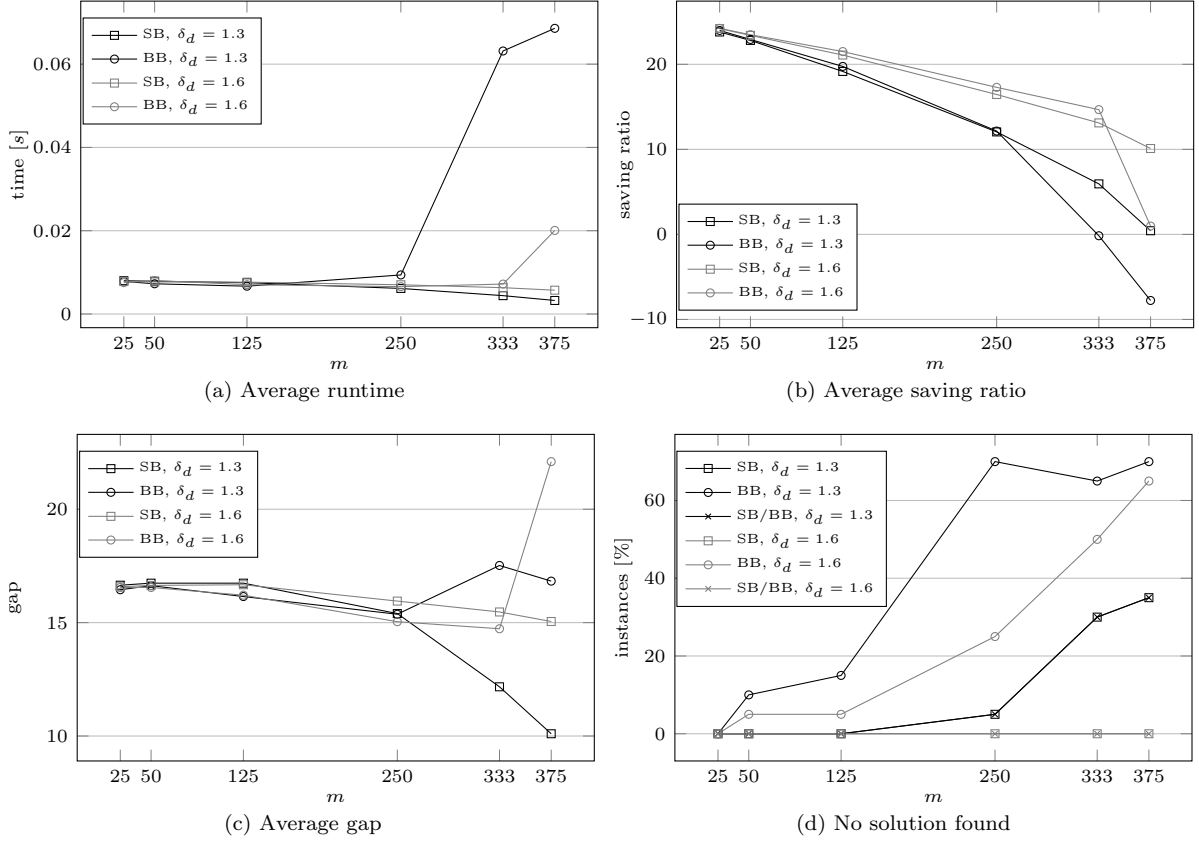 SB, δd = 1.3
BB, δd = 1.3
SB, δd = 1.6
BB, δd = 1.6
0.06
0.04
0.02
0
time [s]
25 50 125 250 333 375
m
(a) Average runtime
20
10
0
−10
saving ratio
SB, δd = 1.3
BB, δd = 1.3
SB, δd = 1.6
BB, δd = 1.6
25 50 125 250 333 375
m
(b) Average saving ratio
SB, δd = 1.3
BB, δd = 1.3
SB, δd = 1.6
BB, δd = 1.6
20
15
10
gap
25 50 125 250 333 375
m
(c) Average gap
SB, δd = 1.3
BB, δd = 1.3
SB/BB, δd = 1.3
SB, δd = 1.6
BB, δd = 1.6
SB/BB, δd = 1.6
60
40
20
0
instances [%]
25 50 125 250 333 375
m
(d) No solution found